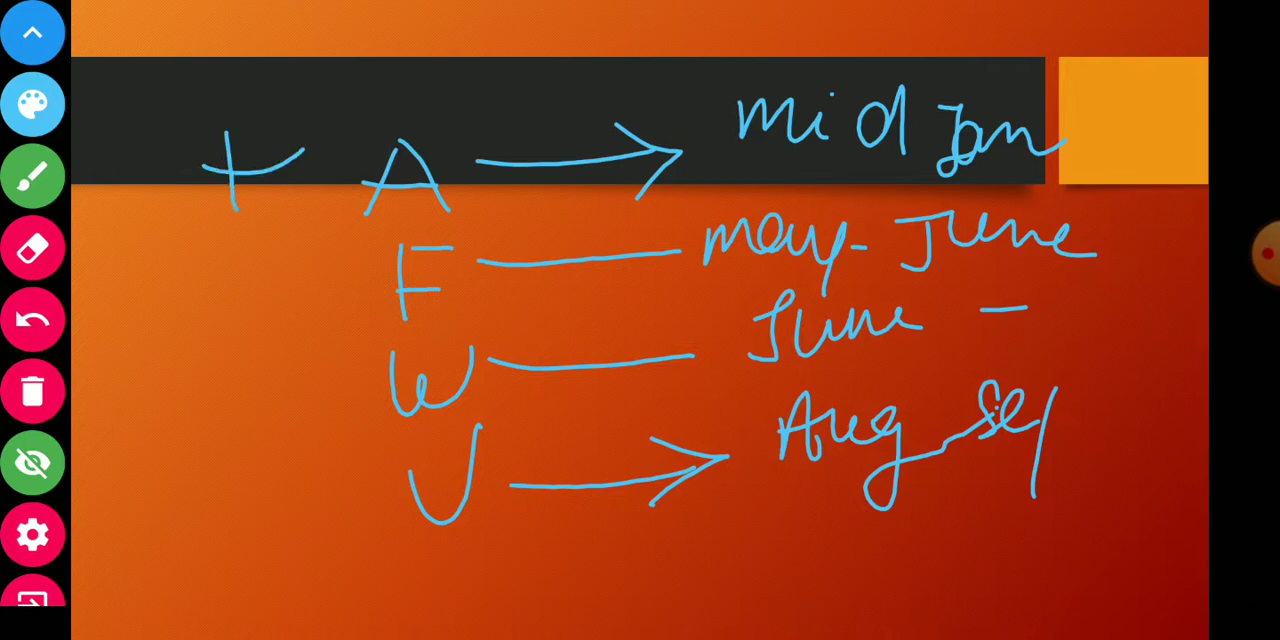 + A → mid Jan
F — may - June
W — June -
U → Aug Sep